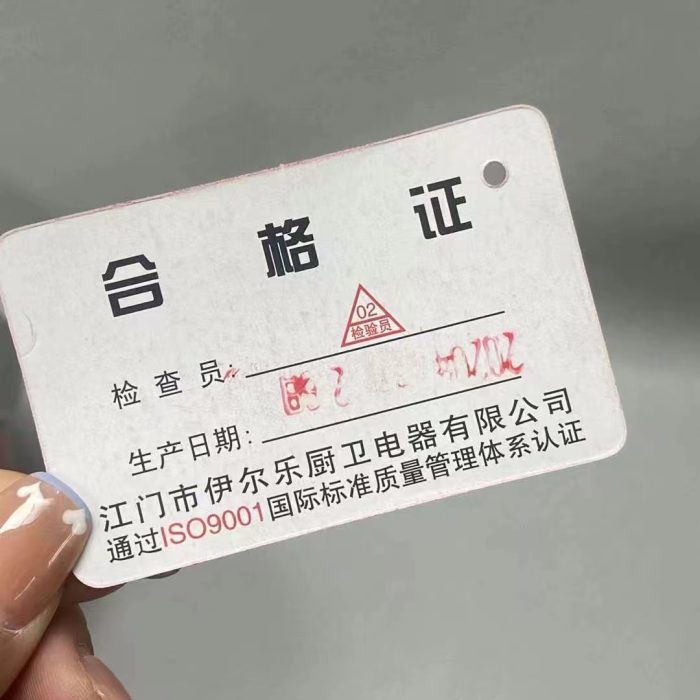 合格证
02
检验员
检查员:
生产日期:
江门市伊尔乐厨卫电器有限公司
通过ISO9001国际标准质量管理体系认证